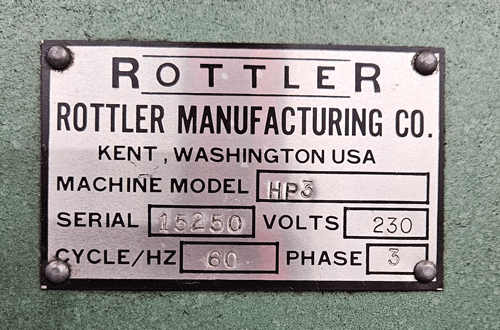 ROTTLER
ROTTLER MANUFACTURING CO.
KENT, WASHINGTON USA
MACHINE MODEL HP3
SERIAL 15250 VOLTS 230
CYCLE/HZ 60 PHASE 3